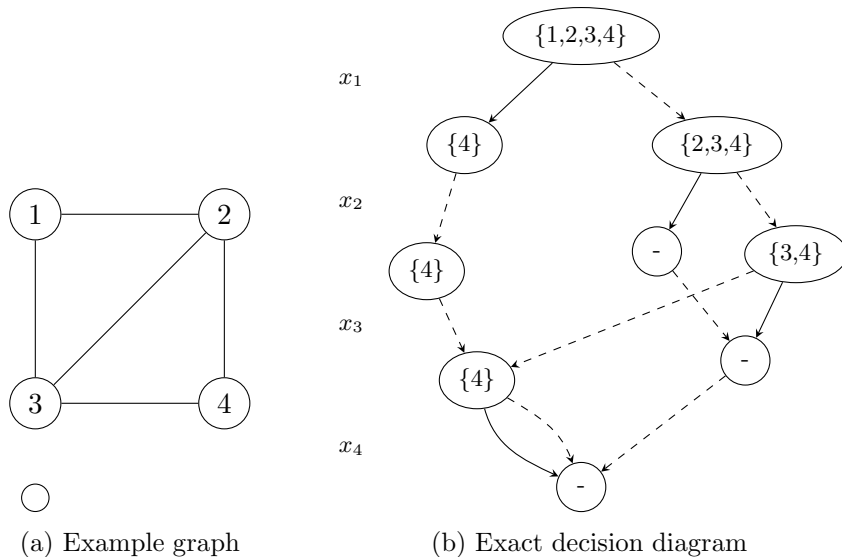 {1,2,3,4}
x1
{4}
{2,3,4}
x2
1
2
-
{3,4}
{4}
x3
-
{4}
3
4
x4
-
(a) Example graph
(b) Exact decision diagram